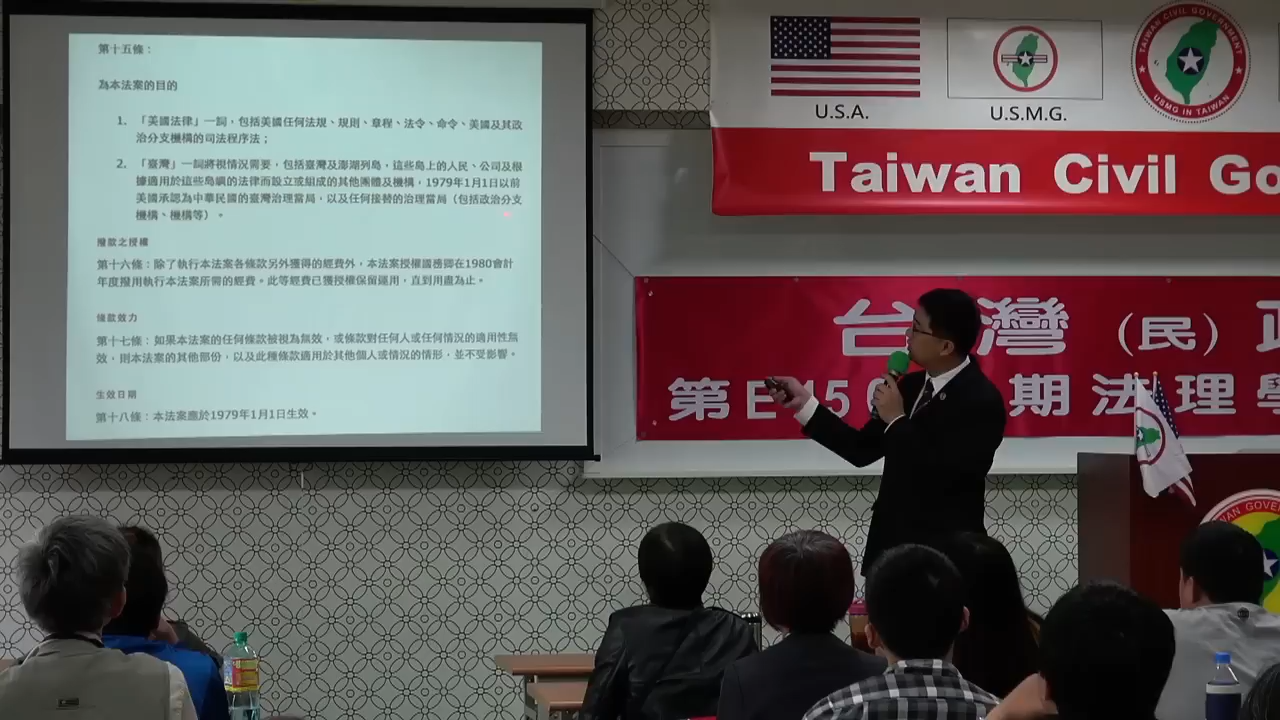 第十五條：
為本法案的目的
1. 「美國法律」一詞，包括美國任何法規、規則、章程、法令、命令、美國及其政
治分支機構的司法程序法；
2. 「臺灣」一詞將視情況需要，包括臺灣及澎湖列島，這些島上的人民、公司及根
據適用於這些島嶼的法律而設立或組成的其他團體及機構，1979年1月1日以前
美國承認為中華民國的臺灣治理當局，以及任何接替的治理當局（包括政治分支
機構、機構等）。
撥款之授權
第十六條：除了執行本法案各條款另外獲得的經費外，本法案授權國務卿在1980會計
年度撥用執行本法案所需的經費。此等經費已獲授權保留運用，直到用盡為止。
條款效力
第十七條：如果本法案的任何條款被視為無效，或條款對任何人或任何情況的適用性無
效，則本法案的其他部份，以及此種條款適用於其他個人或情況的情形，並不受影響。
生效日期
第十八條：本法案應於1979年1月1日生效。
U.S.A.
U.S.M.G.
TAIWAN CIVIL GOVERNMENT
USMG IN TAIWAN
Taiwan Civil Go
台灣（民）政
第E45 期法理學